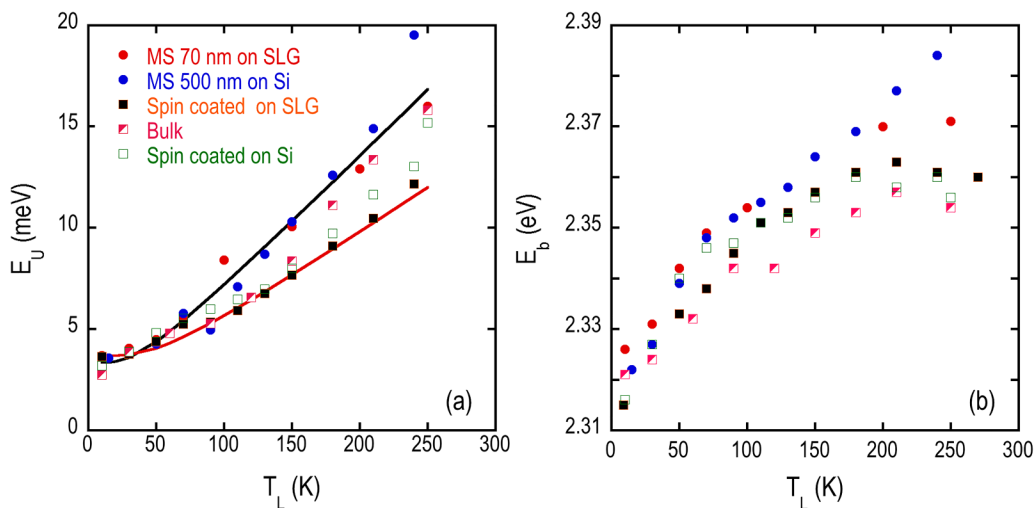 20
15
10
5
0
E_U (meV)
MS 70 nm on SLG
MS 500 nm on Si
Spin coated on SLG
Bulk
Spin coated on Si
(a)
0 50 100 150 200 250 300
T_L (K)
2.39
2.37
2.35
2.33
2.31
E_b (eV)
(b)
0 50 100 150 200 250 300
T_L (K)